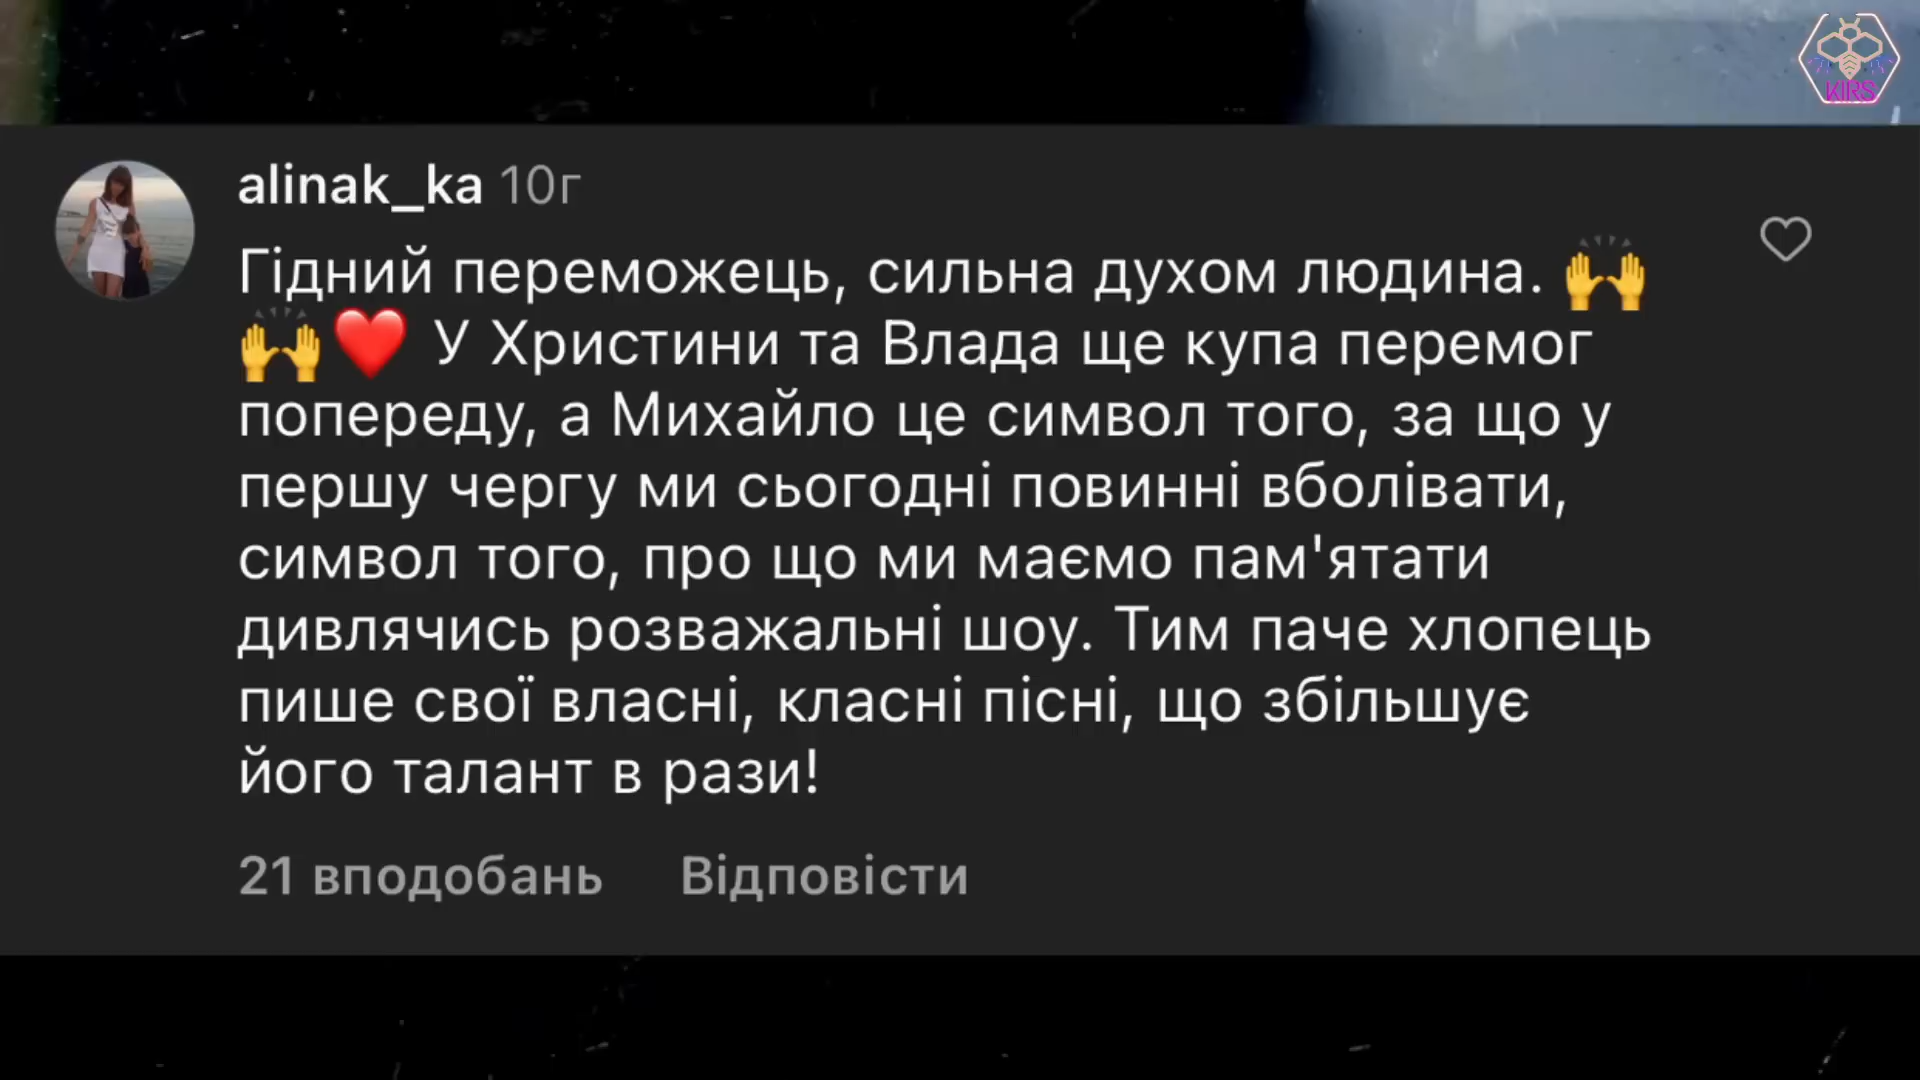 KIRS
alinak_ka 10г
Гідний переможець, сильна духом людина. 🙌
🙌❤️ У Христини та Влада ще купа перемог
попереду, а Михайло це символ того, за що у
першу чергу ми сьогодні повинні вболівати,
символ того, про що ми маємо пам'ятати
дивлячись розважальні шоу. Тим паче хлопець
пише свої власні, класні пісні, що збільшує
його талант в рази!
21 вподобань Відповісти